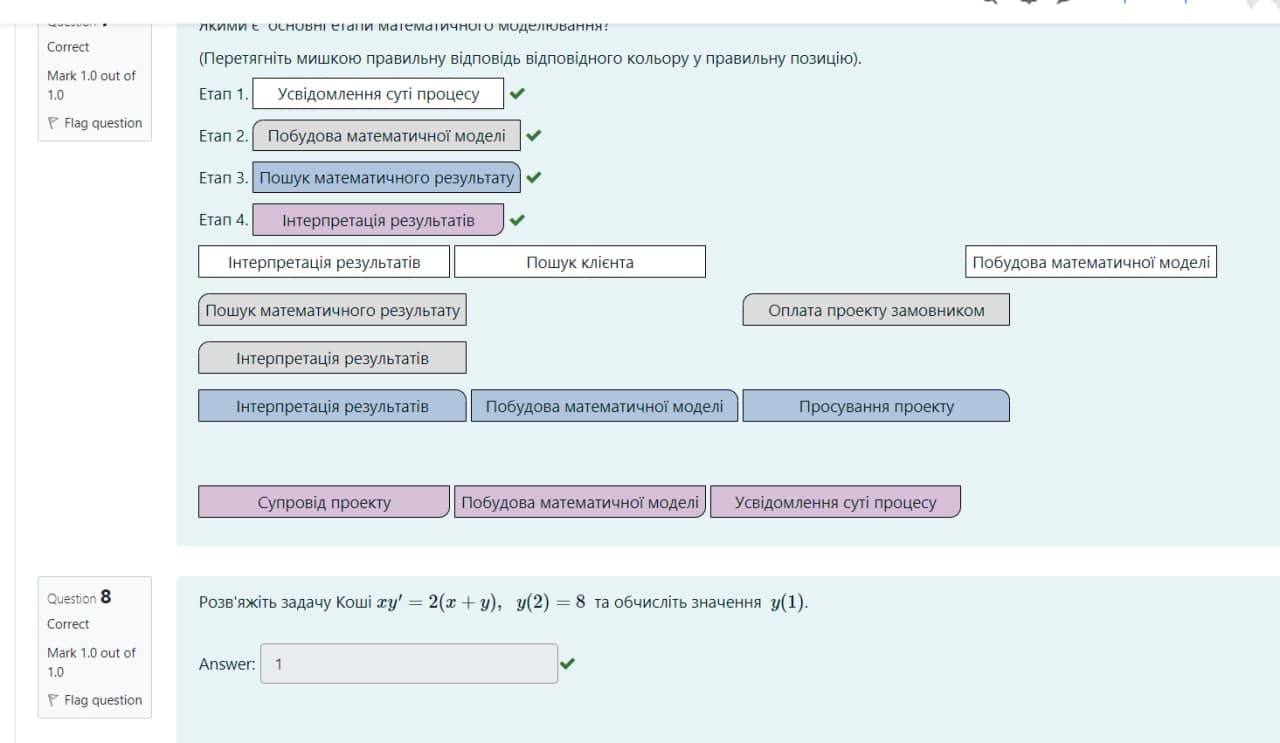 Якими є основні етапи математичного моделювання?
Correct
Mark 1.0 out of
1.0
Flag question
(Перетягніть мишкою правильну відповідь відповідного кольору у правильну позицію).
Етап 1. Усвідомлення суті процесу
Етап 2. Побудова математичної моделі
Етап 3. Пошук математичного результату
Етап 4. Інтерпретація результатів
Інтерпретація результатів Пошук клієнта Побудова математичної моделі
Пошук математичного результату Оплата проекту замовником
Інтерпретація результатів
Інтерпретація результатів Побудова математичної моделі Просування проекту
Супровід проекту Побудова математичної моделі Усвідомлення суті процесу
Question 8
Correct
Mark 1.0 out of
1.0
Flag question
Розв'яжіть задачу Коші xy′ = 2(x + y), y(2) = 8 та обчисліть значення y(1).
Answer: 1